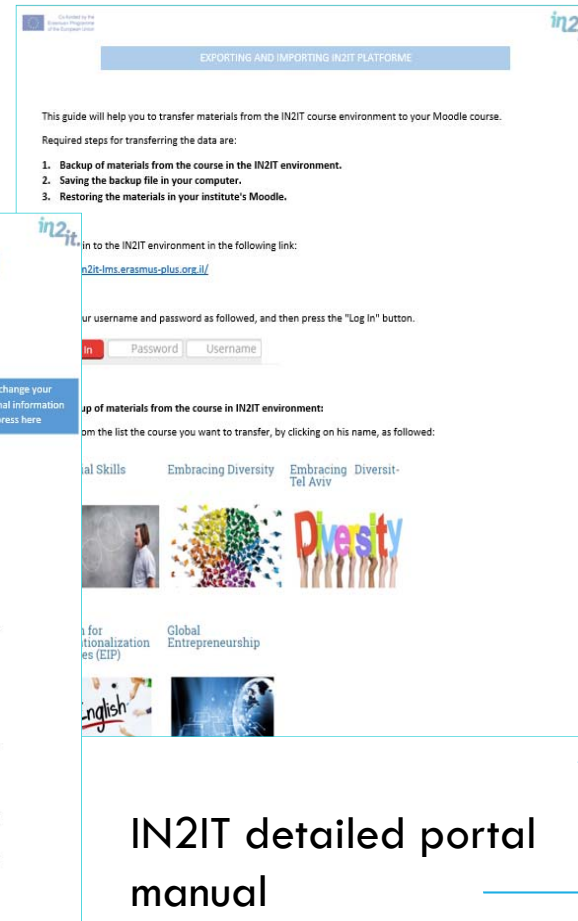 Co-funded by the
Erasmus+ Programme
of the European Union
in2
EXPORTING AND IMPORTING IN2IT PLATFORME
This guide will help you to transfer materials from the IN2IT course environment to your Moodle course.
Required steps for transferring the data are:
1. Backup of materials from the course in the IN2IT environment.
2. Saving the backup file in your computer.
3. Restoring the materials in your institute's Moodle.
in2it.
in to the IN2IT environment in the following link:
n2it-lms.erasmus-plus.org.il/
ur username and password as followed, and then press the "Log In" button.
In Password Username
change your
nal information
press here
up of materials from the course in IN2IT environment:
om the list the course you want to transfer, by clicking on his name, as followed:
ial Skills Embracing Diversity Embracing Diversit-
Tel Aviv
Diversity
n for Global
tionalization Entrepreneurship
es (EIP)
English
IN2IT detailed portal
manual